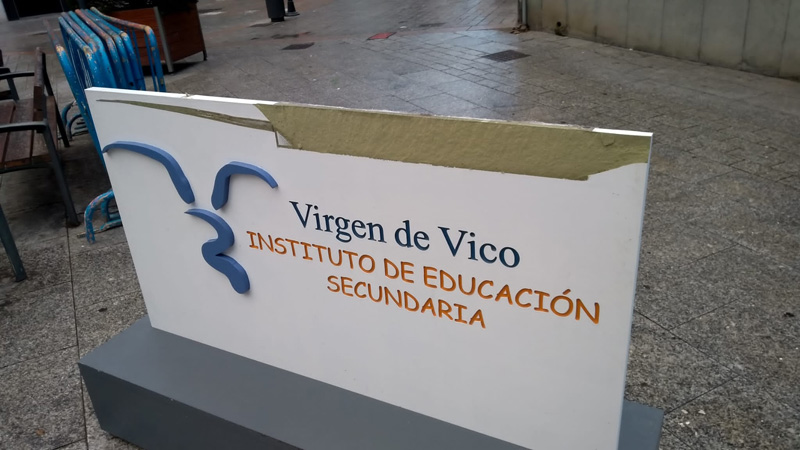 Virgen de Vico
INSTITUTO DE EDUCACIÓN
SECUNDARIA